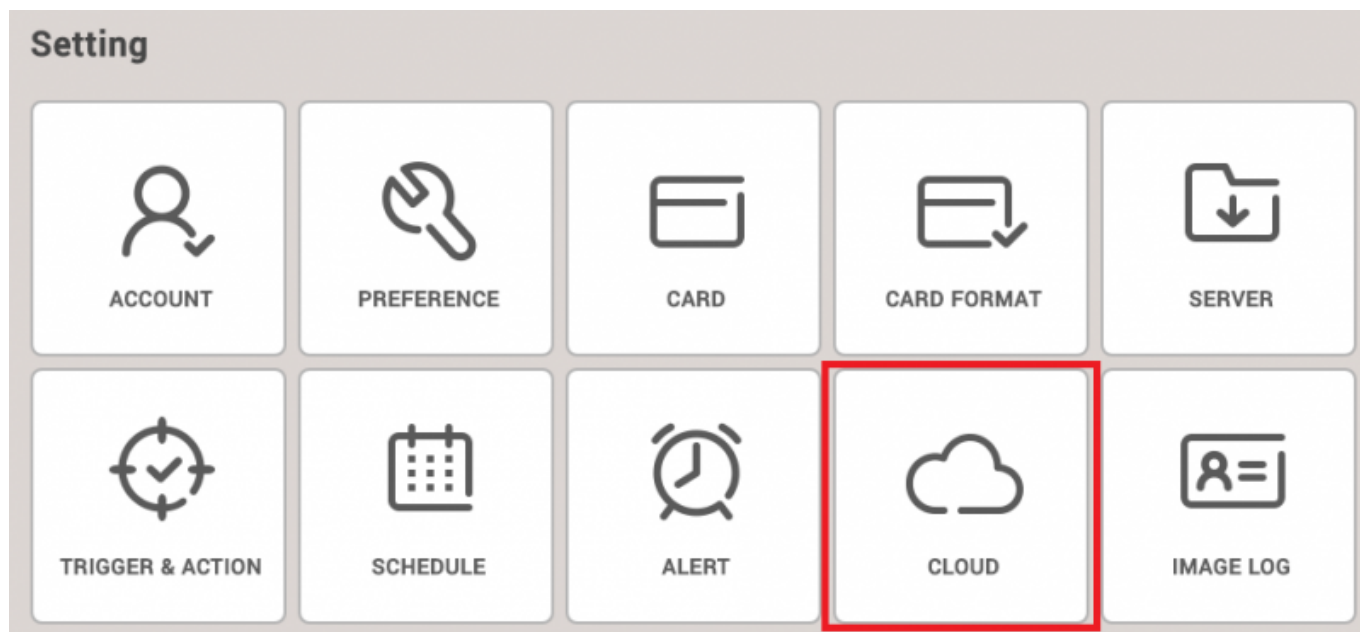 Setting
ACCOUNT
PREFERENCE
CARD
CARD FORMAT
SERVER
TRIGGER & ACTION
SCHEDULE
ALERT
CLOUD
IMAGE LOG